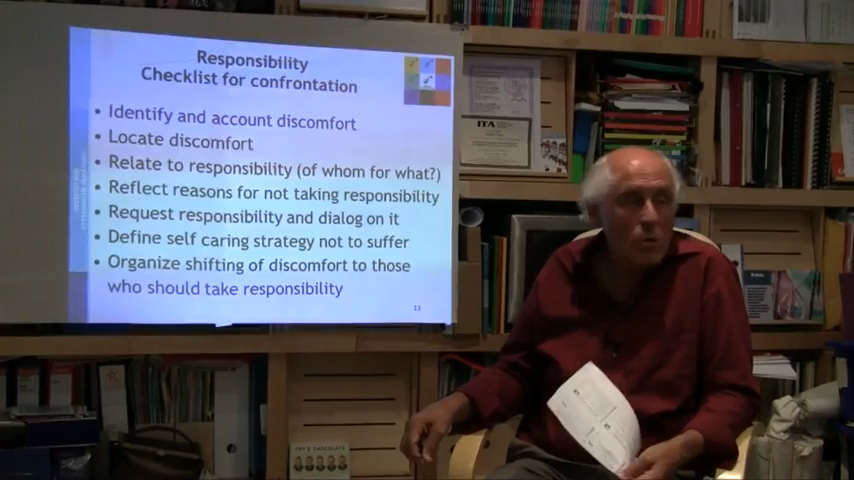 Responsibility
Checklist for confrontation
• Identify and account discomfort
• Locate discomfort
• Relate to responsibility (of whom for what?)
• Reflect reasons for not taking responsibility
• Request responsibility and dialog on it
• Define self caring strategy not to suffer
• Organize shifting of discomfort to those
who should take responsibility
ITA
FRY'S CHOCOLATE